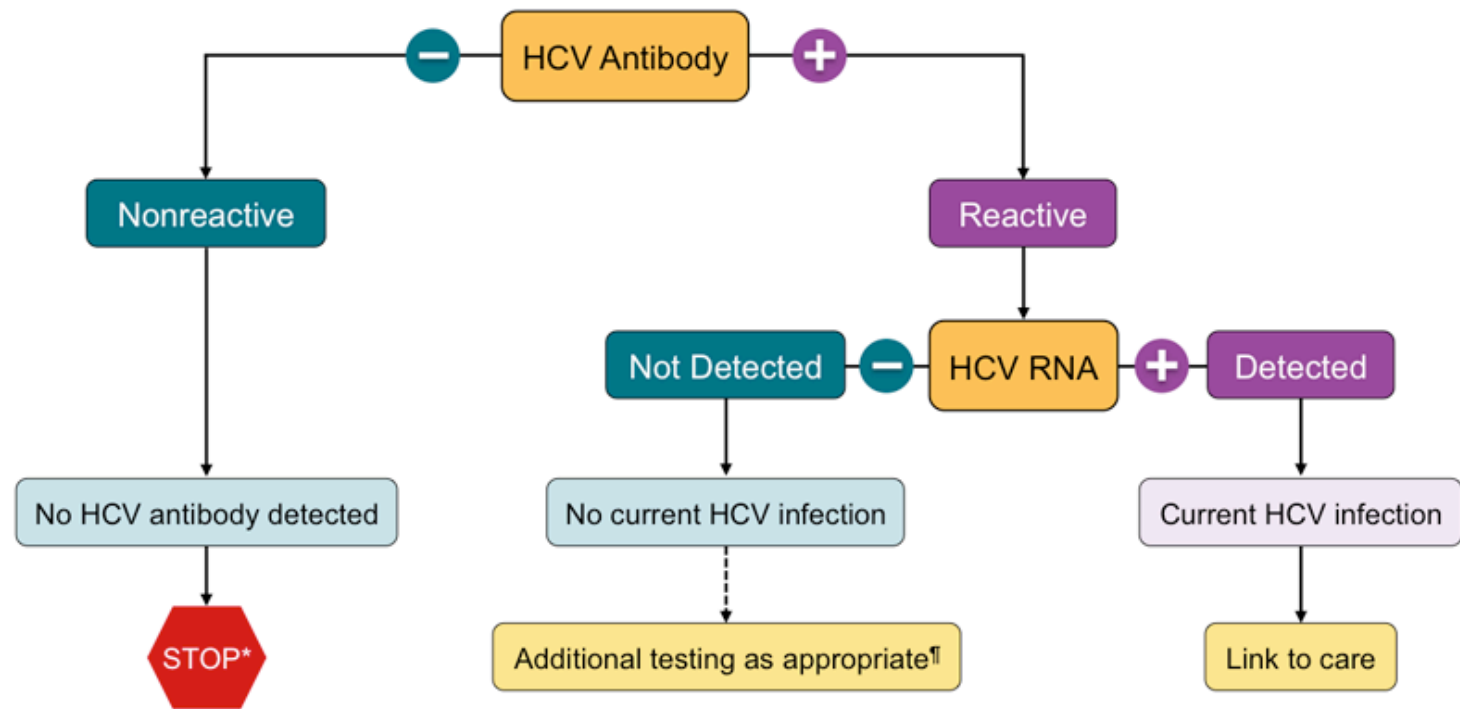 HCV Antibody
Nonreactive
Reactive
Not Detected
HCV RNA
Detected
No HCV antibody detected
No current HCV infection
Current HCV infection
STOP*
Additional testing as appropriate¶
Link to care